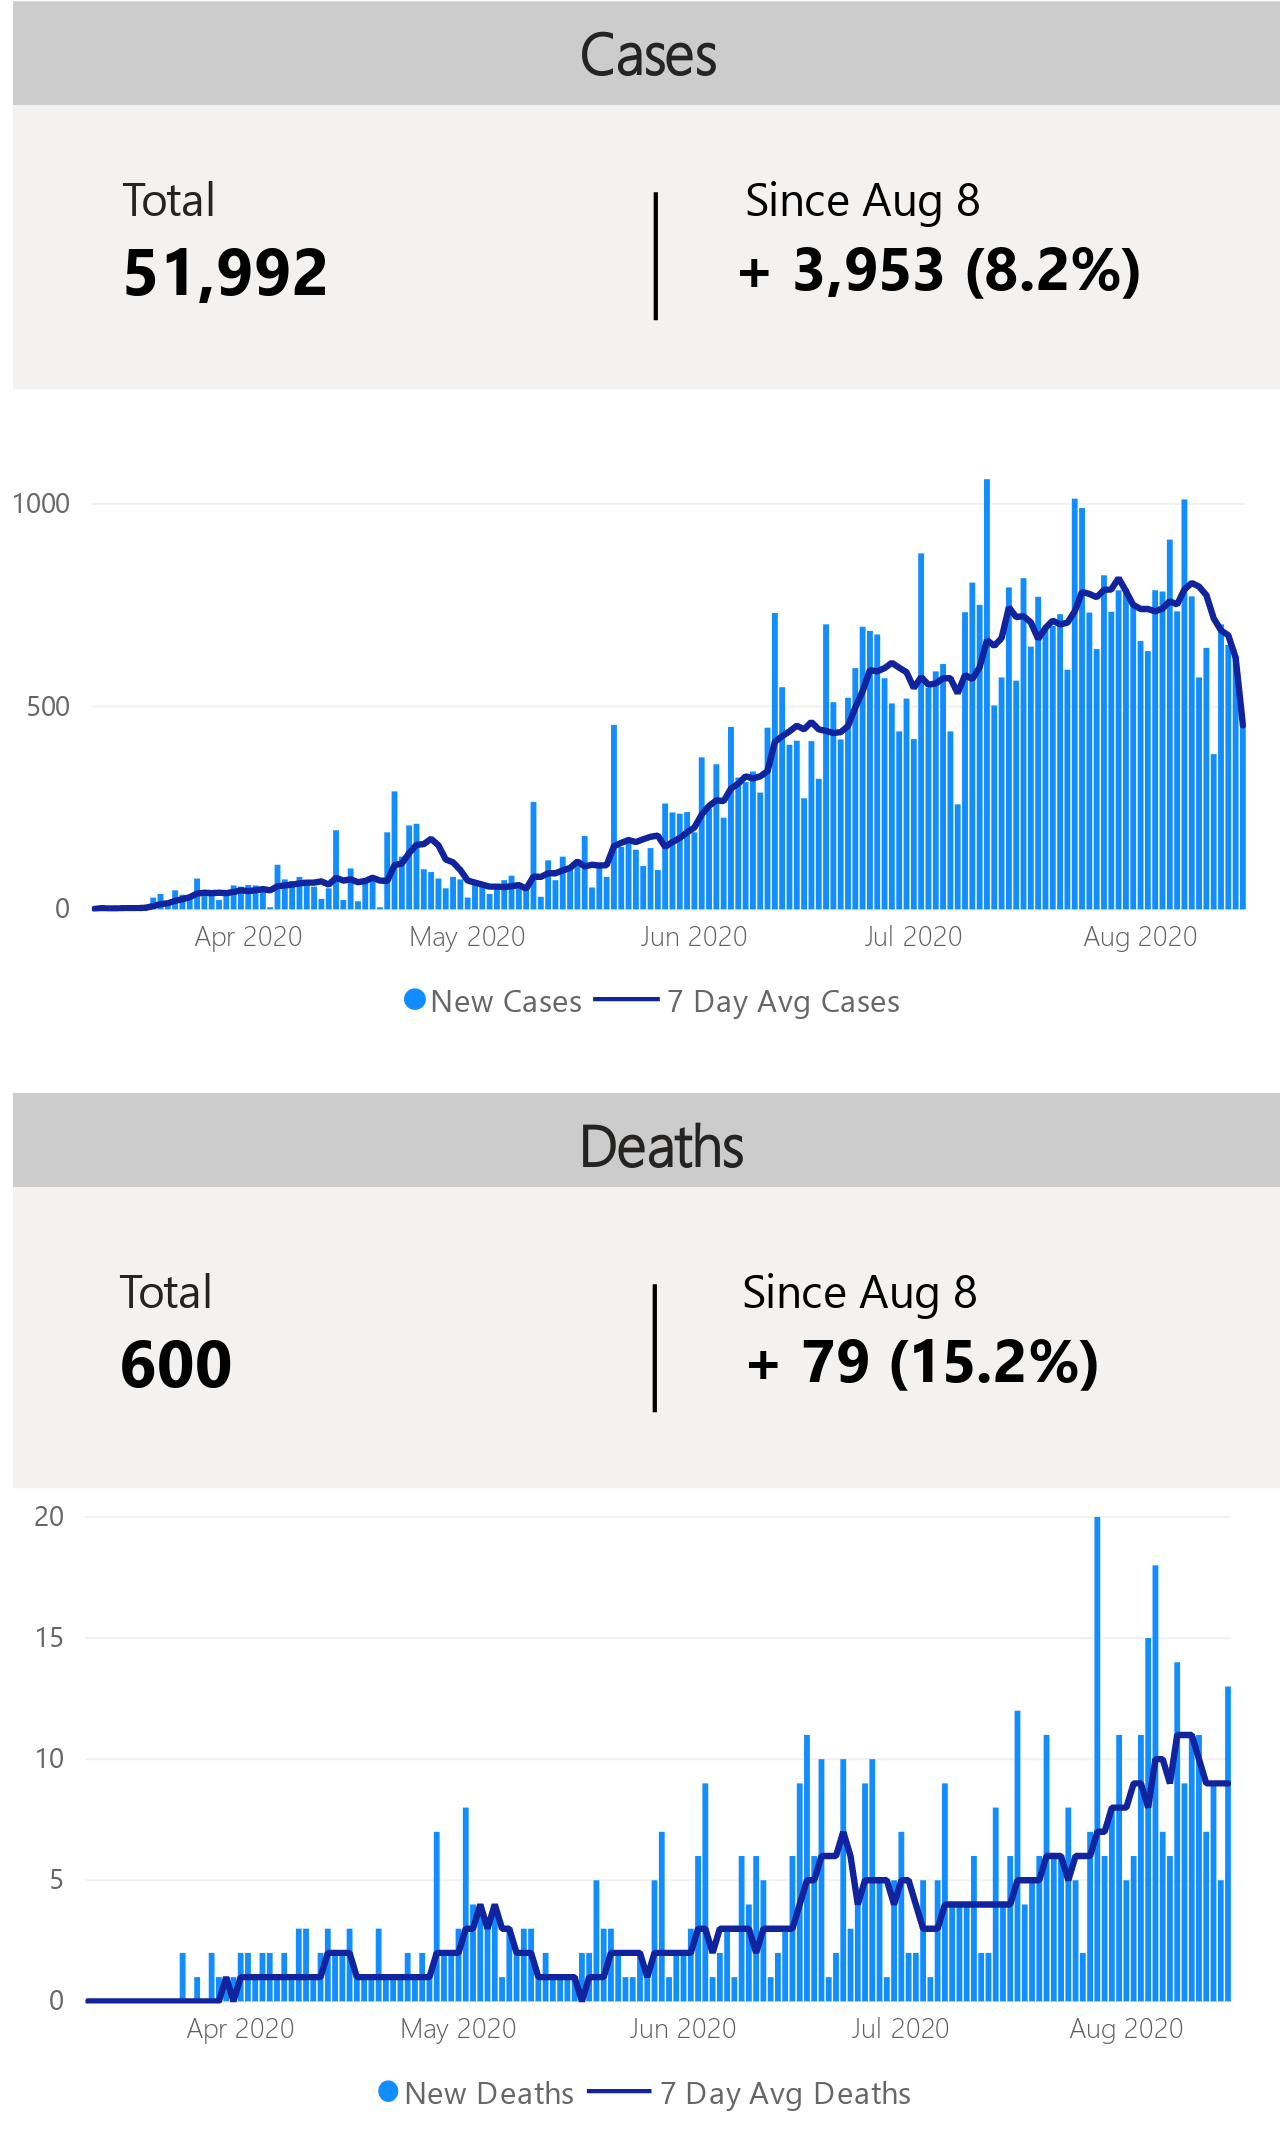 Cases
Total
Since Aug 8
51,992
+ 3,953 (8.2%)
1000
500
0
Apr 2020
May 2020
Jun 2020
Jul 2020
Aug 2020
New Cases
7 Day Avg Cases
Deaths
Total
Since Aug 8
600
+ 79 (15.2%)
20
15
10
5
0
Apr 2020
May 2020
Jun 2020
Jul 2020
Aug 2020
New Deaths
7 Day Avg Deaths